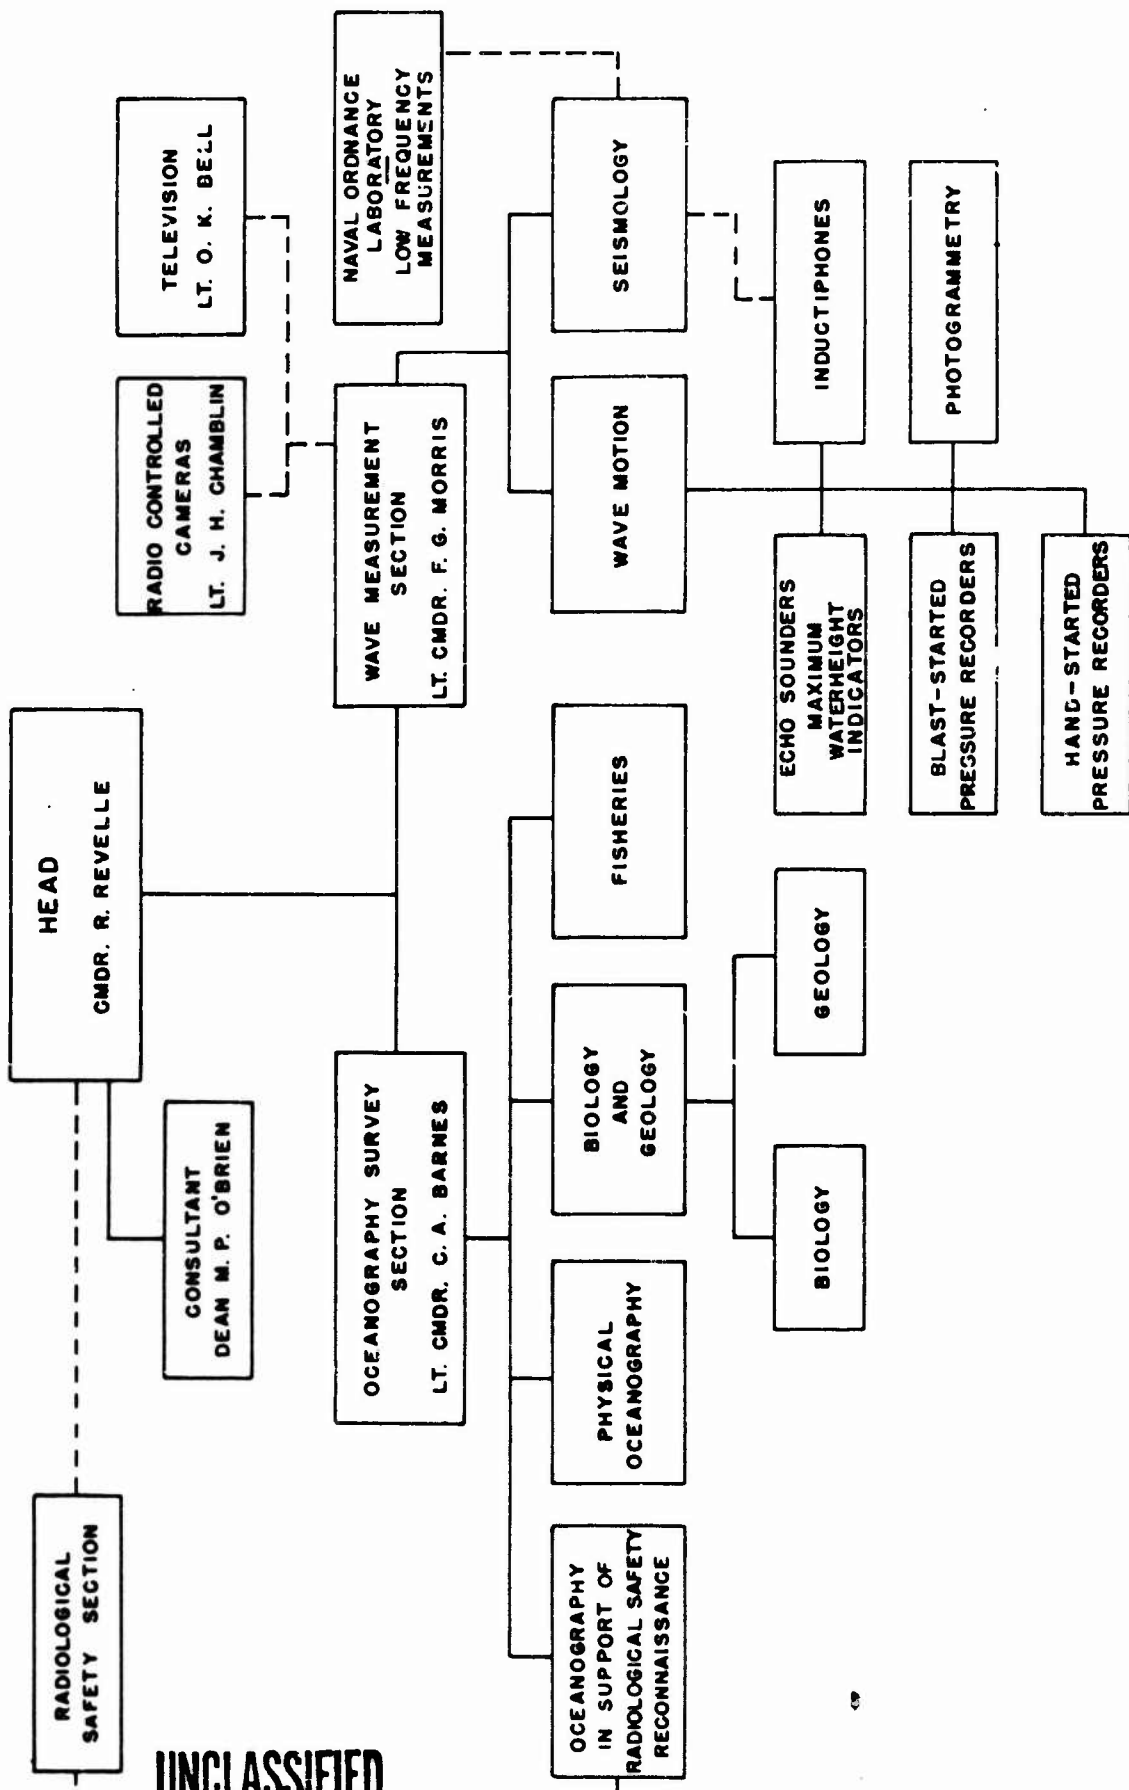 HEAD
CMDR. R. REVELLE
RADIOLOGICAL
SAFETY SECTION
CONSULTANT
DEAN M. P. O'BRIEN
RADIO CONTROLLED
CAMERAS
LT. J. H. CHAMBLIN
TELEVISION
LT. O. K. BELL
OCEANOGRAPHY SURVEY
SECTION
LT. CMDR. C. A. BARNES
WAVE MEASUREMENT
SECTION
LT. CMDR. F. G. MORRIS
NAVAL ORDNANCE
LABORATORY
LOW FREQUENCY
MEASUREMENTS
OCEANOGRAPHY
IN SUPPORT OF
RADIOLOGICAL SAFETY
RECONNAISSANCE
PHYSICAL
OCEANOGRAPHY
BIOLOGY
AND
GEOLOGY
FISHERIES
WAVE MOTION
SEISMOLOGY
BIOLOGY
GEOLOGY
ECHO SOUNDERS
MAXIMUM
WATERHEIGHT
INDICATORS
INDUCTIPHONES
BLAST-STARTED
PRESSURE RECORDERS
PHOTOGRAMMETRY
HAND-STARTED
PRESSURE RECORDERS
UNCLASSIFIED